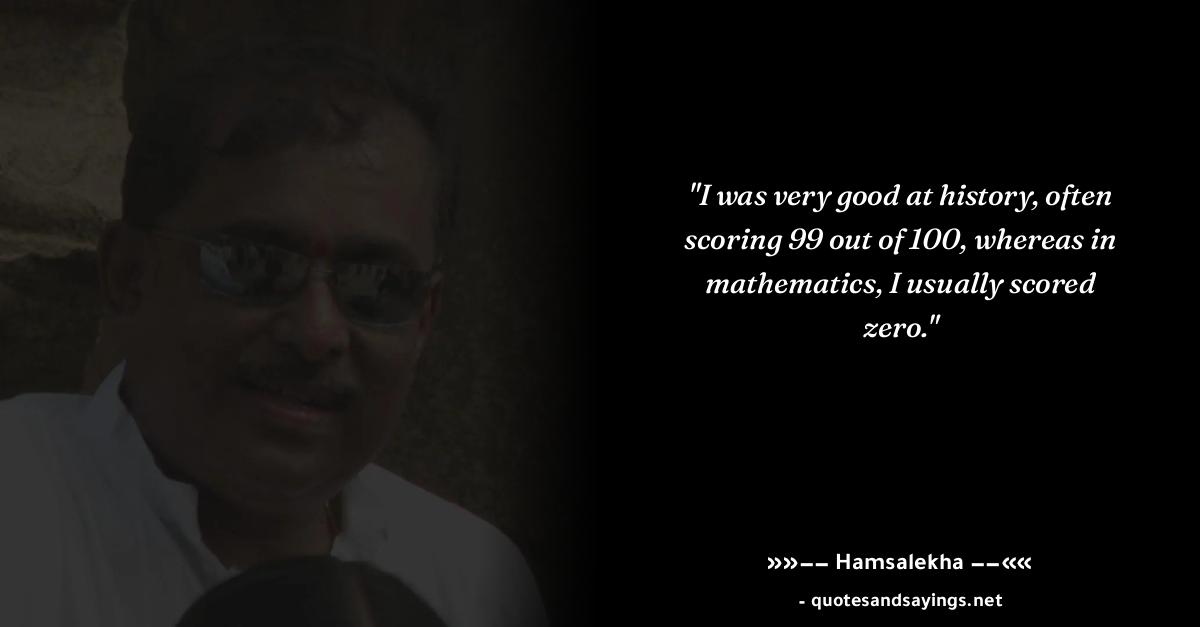 "I was very good at history, often
scoring 99 out of 100, whereas in
mathematics, I usually scored
zero."
»»−− Hamsalekha −−««
- quotesandsayings.net